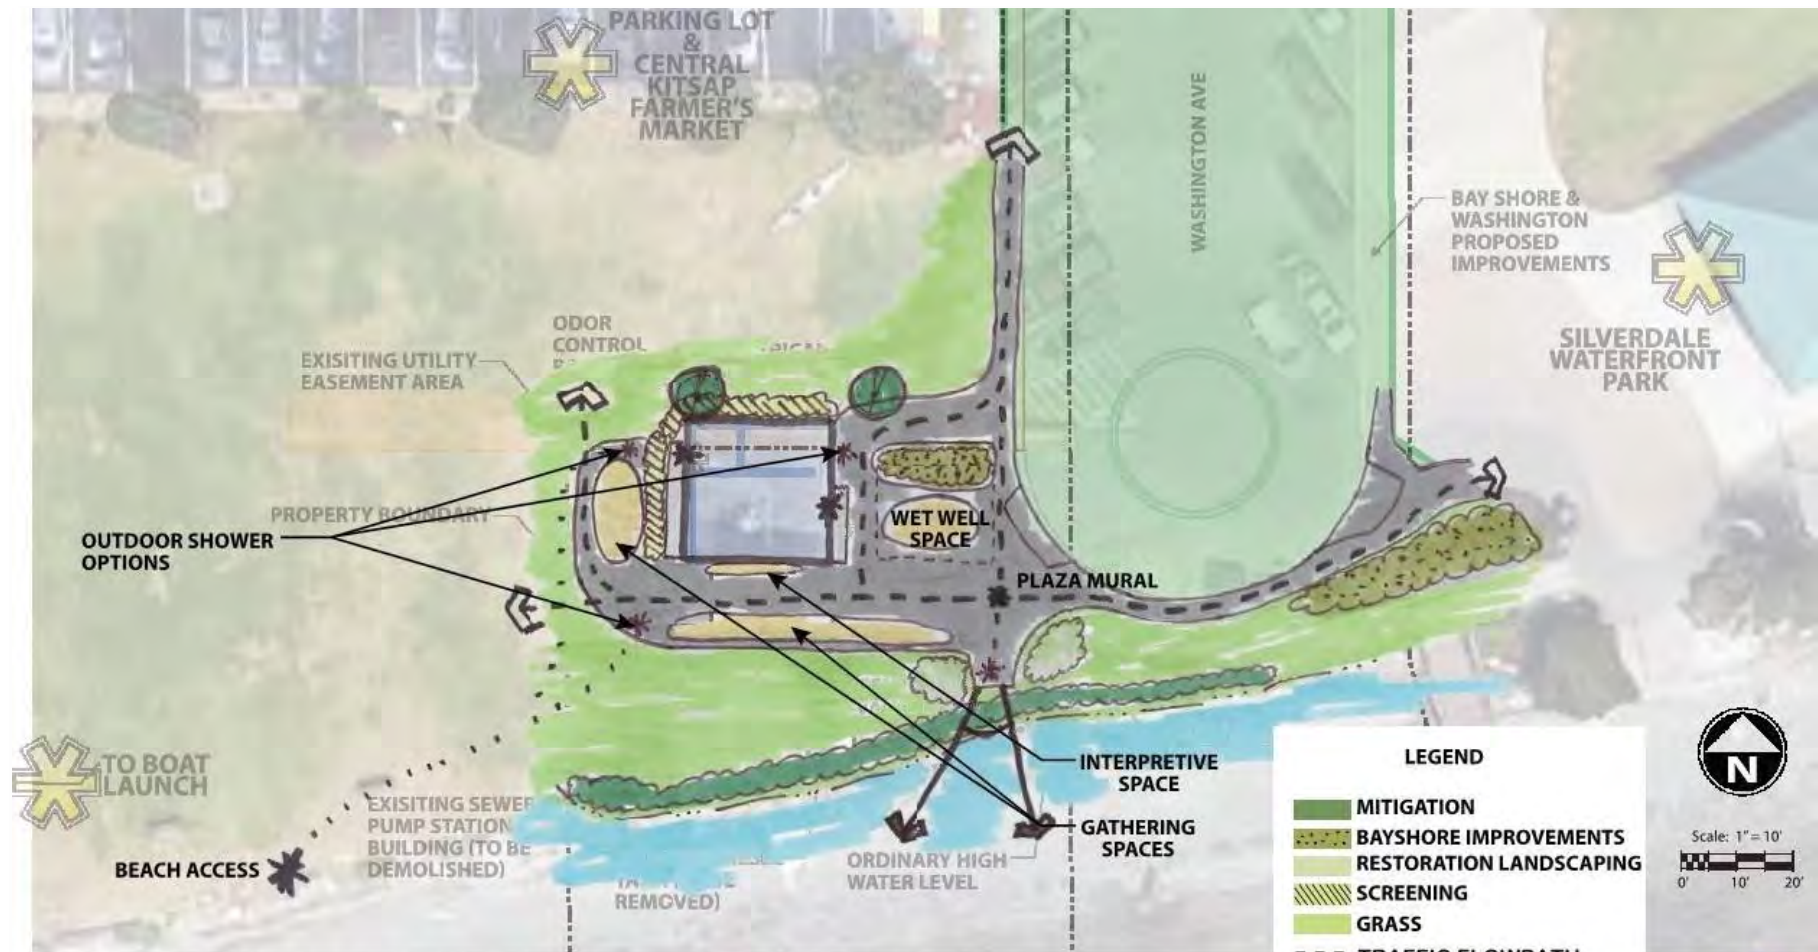 PARKING LOT
&
CENTRAL
KITSAP
FARMER'S
MARKET
WASHINGTON AVE
BAY SHORE &
WASHINGTON
PROPOSED
IMPROVEMENTS
SILVERDALE
WATERFRONT
PARK
ODOR
CONTROL
EXISITING UTILITY
EASEMENT AREA
PROPERTY BOUNDARY
OUTDOOR SHOWER
OPTIONS
WET WELL
SPACE
PLAZA MURAL
TO BOAT
LAUNCH
BEACH ACCESS
EXISITING SEWER
PUMP STATION
BUILDING (TO BE
DEMOLISHED)
REMOVED)
ORDINARY HIGH
WATER LEVEL
INTERPRETIVE
SPACE
GATHERING
SPACES
LEGEND
MITIGATION
BAYSHORE IMPROVEMENTS
RESTORATION LANDSCAPING
SCREENING
GRASS
TRAFFIC FLOWPATH
N
Scale: 1" = 10'
0' 10' 20'